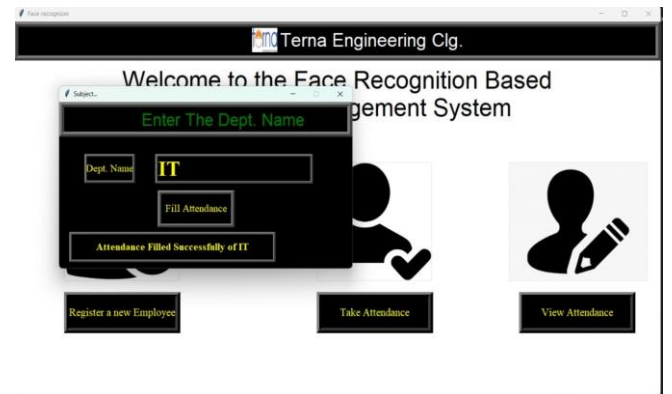 Face recognizer
Terna Engineering Clg.
Welcome to the Face Recognition Based
gement System
Subject...
Enter The Dept. Name
Dept. Name
IT
Fill Attendance
Attendance Filled Successfully of IT
Register a new Employee
Take Attendance
View Attendance